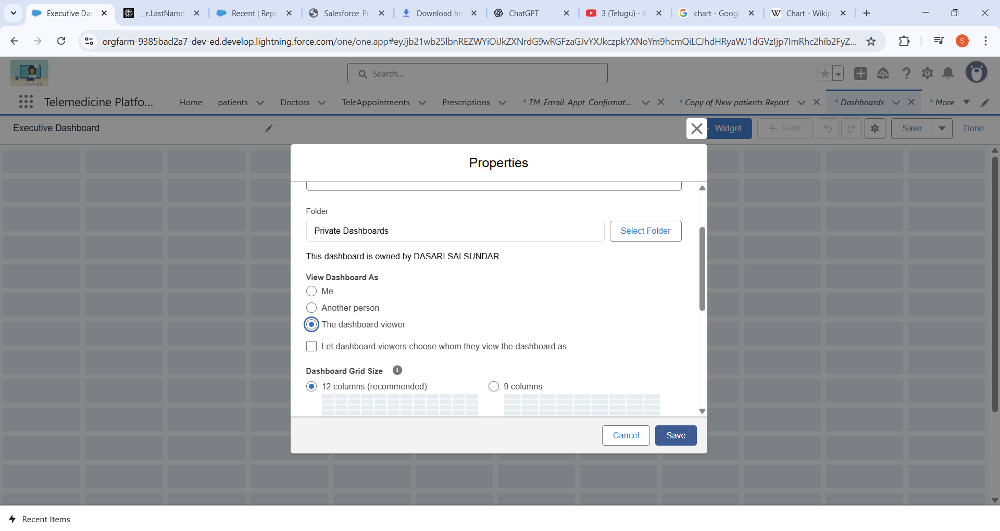 Executive Das
__r.LastName
Recent | Repo
Salesforce_Pr
Download his
ChatGPT
3 (Telugu) - K
chart - Googl
Chart - Wikip
orgfarm-9385bad2a7-dev-ed.develop.lightning.force.com/one/one.app#eyJjb21wb25lbnREZWYiOiJkZXNrdG9wRGFzaGJvYXJkczpkYXNoYm9hcmQiLCJhdHRyaWJ1dGVzIjp7ImRhc2hib2FyZ...
S
Search...
Telemedicine Platfo...
Home
patients
Doctors
TeleAppointments
Prescriptions
* TM_Email_Appt_Confirmat...
* Copy of New patients Report
* Dashboards
* More
Executive Dashboard
Widget
+ Filter
Save
Done
Properties
Folder
Private Dashboards
Select Folder
This dashboard is owned by DASARI SAI SUNDAR
View Dashboard As
Me
Another person
The dashboard viewer
Let dashboard viewers choose whom they view the dashboard as
Dashboard Grid Size
12 columns (recommended)
9 columns
Cancel
Save
Recent Items